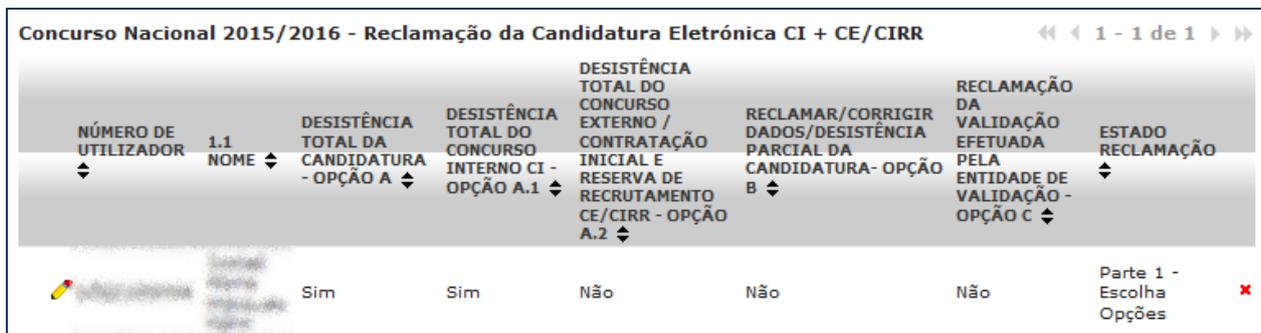 Concurso Nacional 2015/2016 - Reclamação da Candidatura Eletrónica CI + CE/CIRR
1 - 1 de 1
NÚMERO DE
UTILIZADOR
1.1
NOME
DESISTÊNCIA
TOTAL DA
CANDIDATURA
- OPÇÃO A
DESISTÊNCIA
TOTAL DO
CONCURSO
INTERNO CI -
OPÇÃO A.1
DESISTÊNCIA
TOTAL DO
CONCURSO
EXTERNO /
CONTRATAÇÃO
INICIAL E
RESERVA DE
RECRUTAMENTO
CE/CIRR - OPÇÃO
A.2
RECLAMAR/CORRIGIR
DADOS/DESISTÊNCIA
PARCIAL DA
CANDIDATURA- OPÇÃO
B
RECLAMAÇÃO
DA
VALIDAÇÃO
EFETUADA
PELA
ENTIDADE DE
VALIDAÇÃO -
OPÇÃO C
ESTADO
RECLAMAÇÃO
Sim
Sim
Não
Não
Não
Parte 1 -
Escolha
Opções